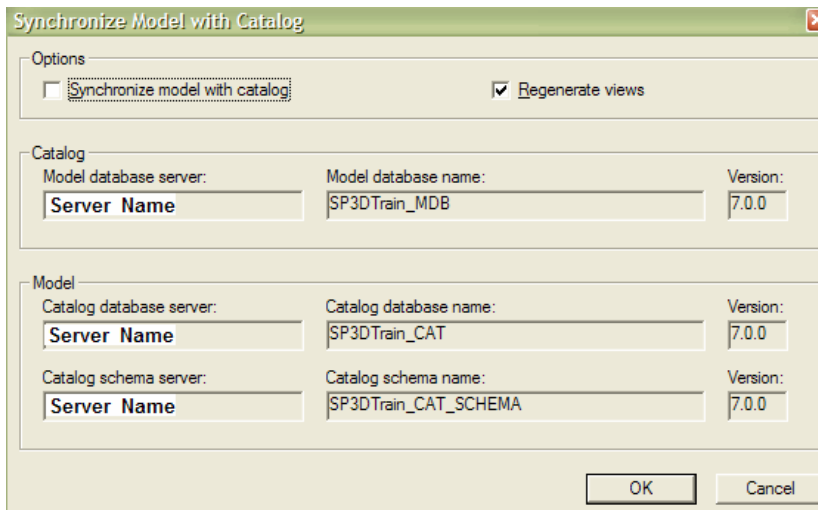 Synchronize Model with Catalog
Options
Synchronize model with catalog Regenerate views
Catalog
Model database server: Model database name: Version:
Server Name SP3DTrain_MDB 7.0.0
Model
Catalog database server: Catalog database name: Version:
Server Name SP3DTrain_CAT 7.0.0
Catalog schema server: Catalog schema name: Version:
Server Name SP3DTrain_CAT_SCHEMA 7.0.0
OK Cancel